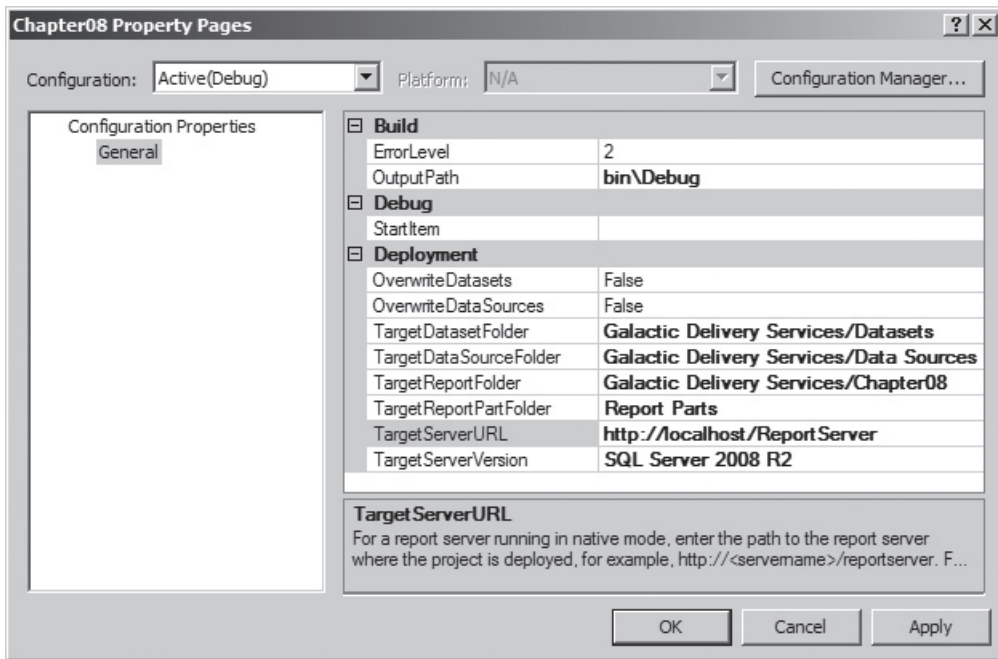 Chapter08 Property Pages
Configuration: Active(Debug) Platform: N/A Configuration Manager...
Configuration Properties
General
Build
ErrorLevel 2
OutputPath bin\Debug
Debug
StartItem
Deployment
OverwriteDatasets False
OverwriteDataSources False
TargetDatasetFolder Galactic Delivery Services/Datasets
TargetDataSourceFolder Galactic Delivery Services/Data Sources
TargetReportFolder Galactic Delivery Services/Chapter08
TargetReportPartFolder Report Parts
TargetServerURL http://localhost/ReportServer
TargetServerVersion SQL Server 2008 R2
TargetServerURL
For a report server running in native mode, enter the path to the report server
where the project is deployed, for example, http://<servername>/reportserver. F...
OK Cancel Apply